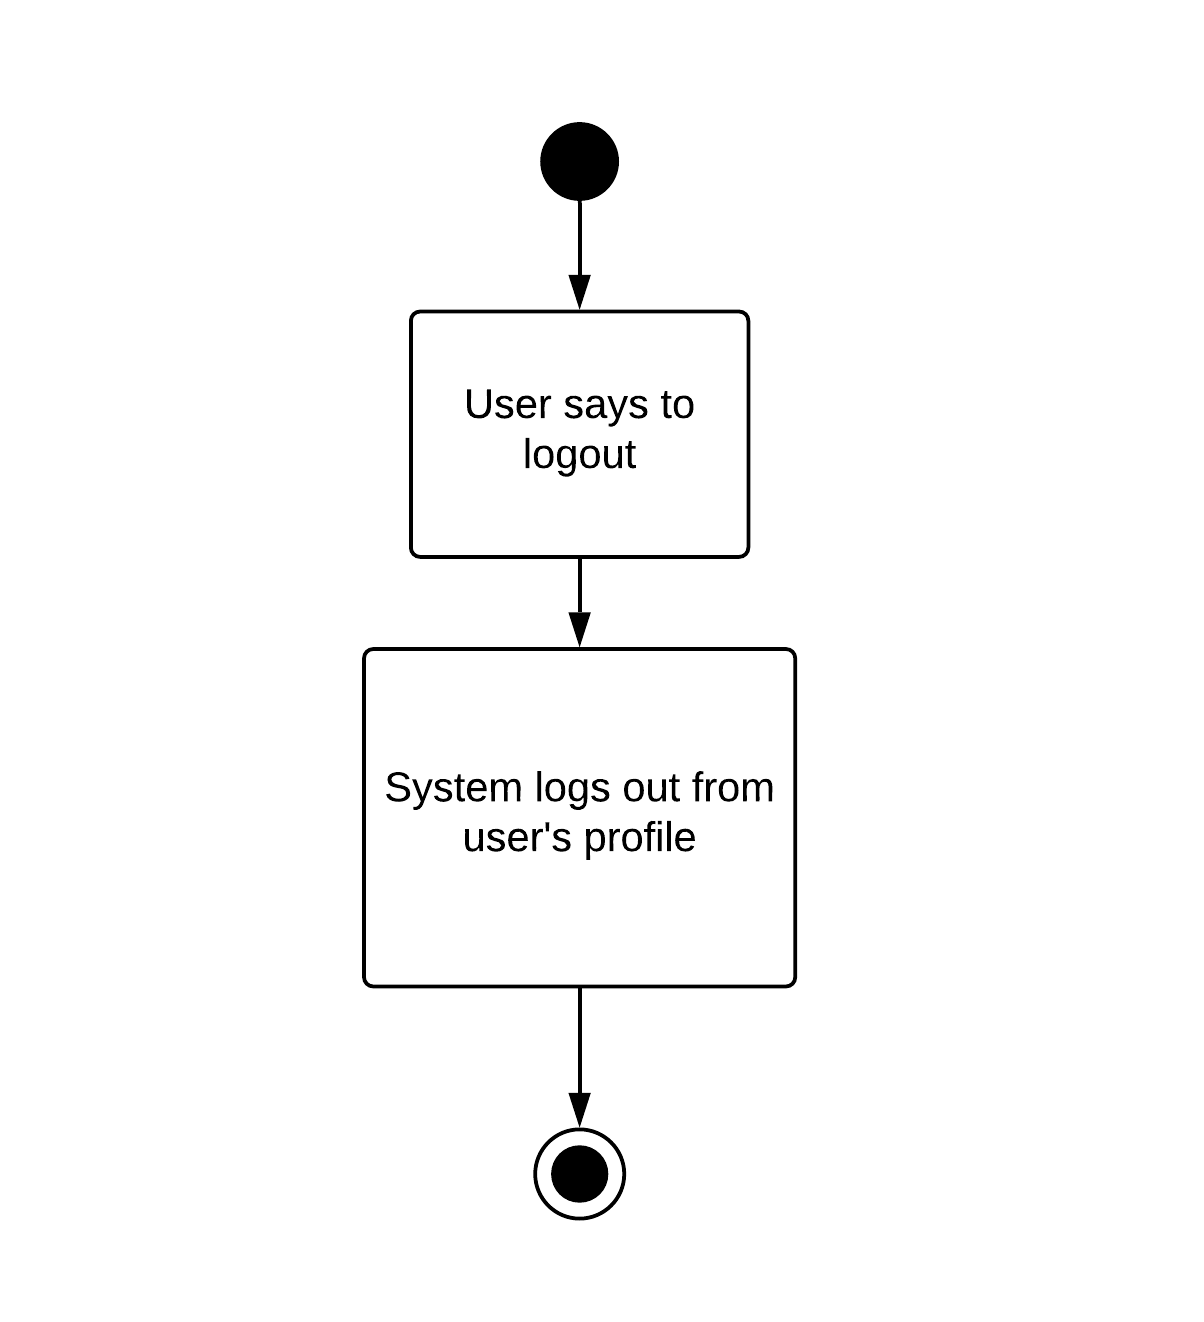 User says to
logout
System logs out from
user's profile